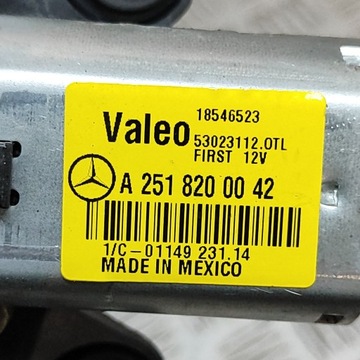 18546523
Valeo
53023112.OTL
FIRST 12V
A 251 820 00 42
1/C-01149 231.14
MADE IN MEXICO